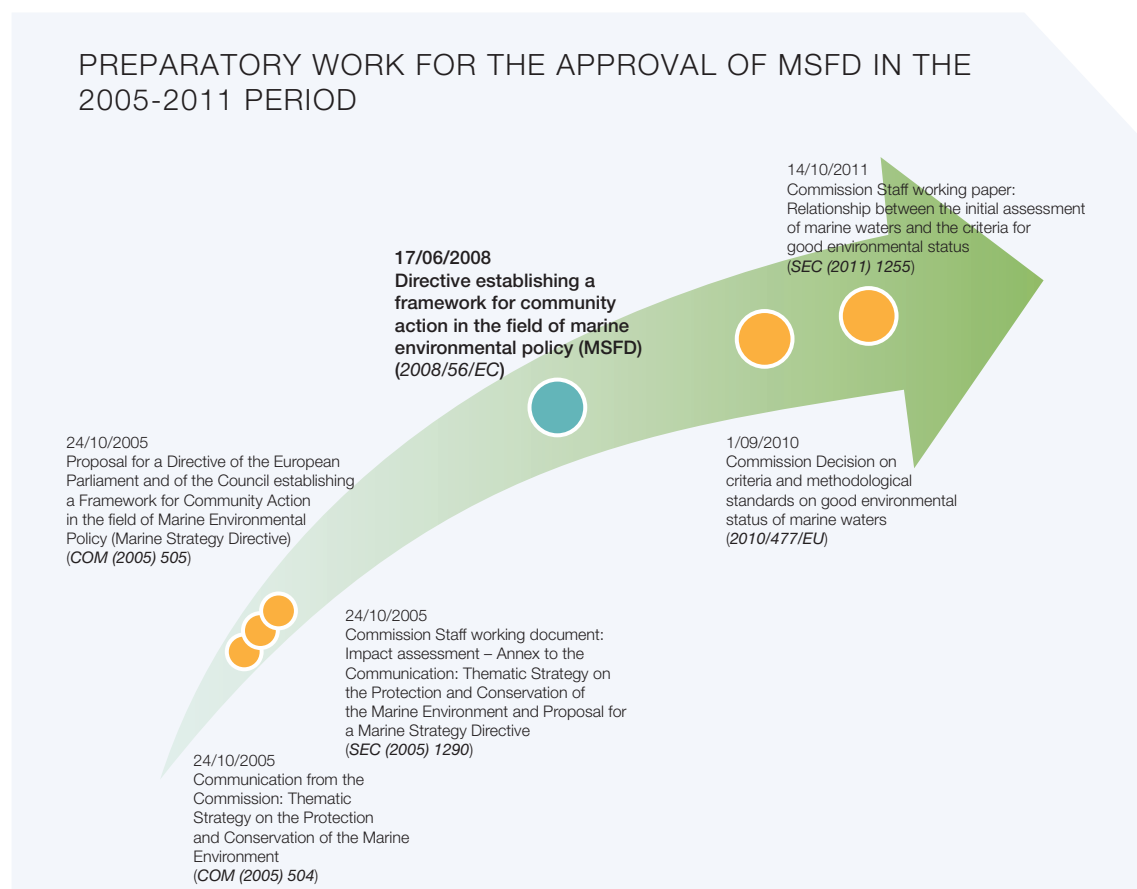 PREPARATORY WORK FOR THE APPROVAL OF MSFD IN THE
2005-2011 PERIOD
14/10/2011
Commission Staff working paper:
Relationship between the initial assessment
of marine waters and the criteria for
good environmental status
(SEC (2011) 1255)
17/06/2008
Directive establishing a
framework for community
action in the field of marine
environmental policy (MSFD)
(2008/56/EC)
24/10/2005
Proposal for a Directive of the European
Parliament and of the Council establishing
a Framework for Community Action
in the field of Marine Environmental
Policy (Marine Strategy Directive)
(COM (2005) 505)
1/09/2010
Commission Decision on
criteria and methodological
standards on good environmental
status of marine waters
(2010/477/EU)
24/10/2005
Commission Staff working document:
Impact assessment – Annex to the
Communication: Thematic Strategy on
the Protection and Conservation of
the Marine Environment and Proposal for
a Marine Strategy Directive
(SEC (2005) 1290)
24/10/2005
Communication from the
Commission: Thematic
Strategy on the Protection
and Conservation of the Marine
Environment
(COM (2005) 504)